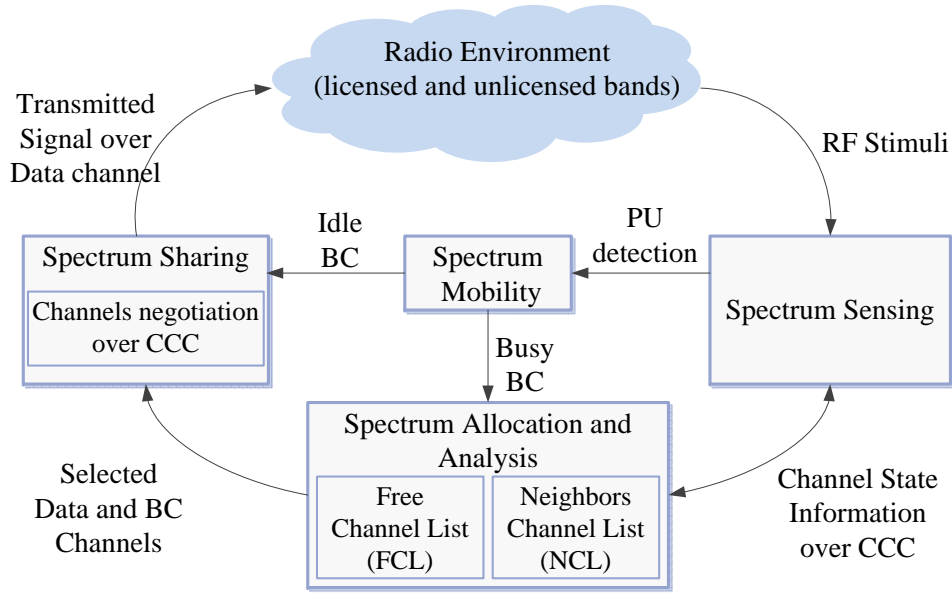 Radio Environment
(licensed and unlicensed bands)
Transmitted
Signal over
Data channel
RF Stimuli
Idle
BC
PU
detection
Spectrum Sharing
Channels negotiation
over CCC
Spectrum
Mobility
Spectrum Sensing
Busy
BC
Spectrum Allocation and
Analysis
Free
Channel List
(FCL)
Neighbors
Channel List
(NCL)
Selected
Data and BC
Channels
Channel State
Information
over CCC